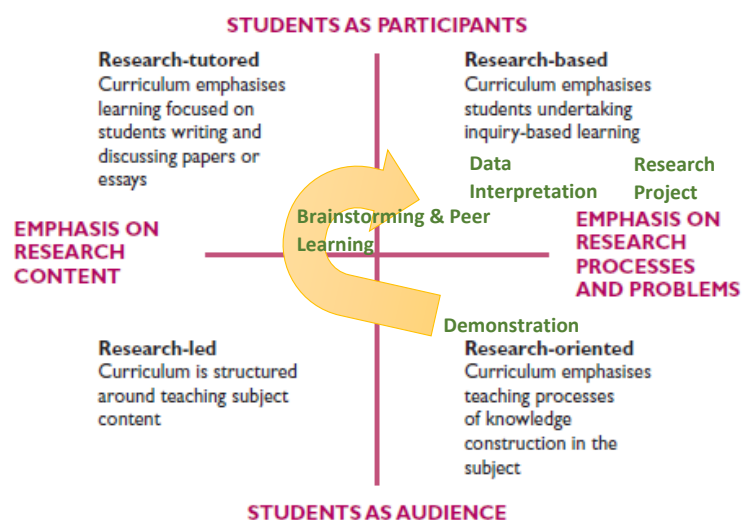 STUDENTS AS PARTICIPANTS
Research-tutored
Curriculum emphasises
learning focused on
students writing and
discussing papers or
essays
Research-based
Curriculum emphasises
students undertaking
inquiry-based learning
Data
Interpretation
Research
Project
Brainstorming & Peer
Learning
EMPHASIS ON
RESEARCH
CONTENT
EMPHASIS ON
RESEARCH
PROCESSES
AND PROBLEMS
Demonstration
Research-led
Curriculum is structured
around teaching subject
content
Research-oriented
Curriculum emphasises
teaching processes
of knowledge
construction in the
subject
STUDENTS AS AUDIENCE